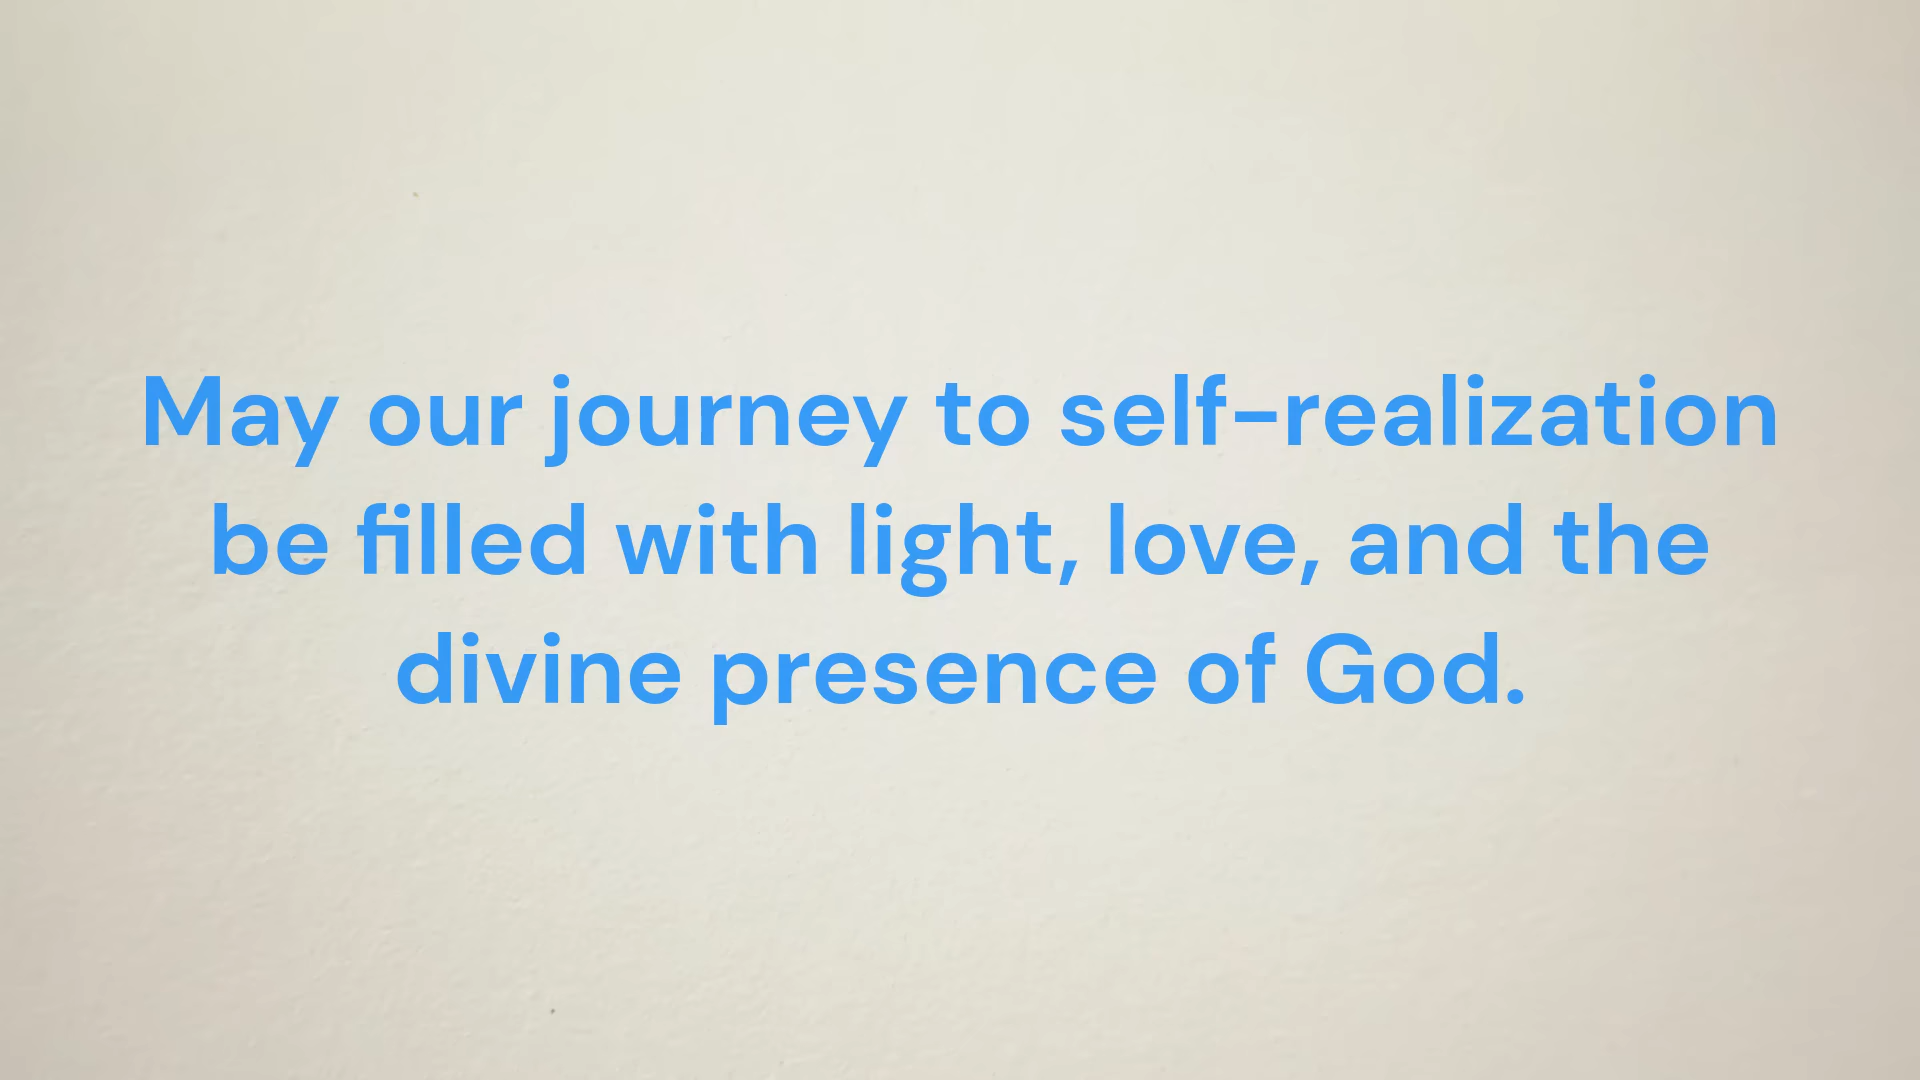 May our journey to self-realization
be filled with light, love, and the
divine presence of God.